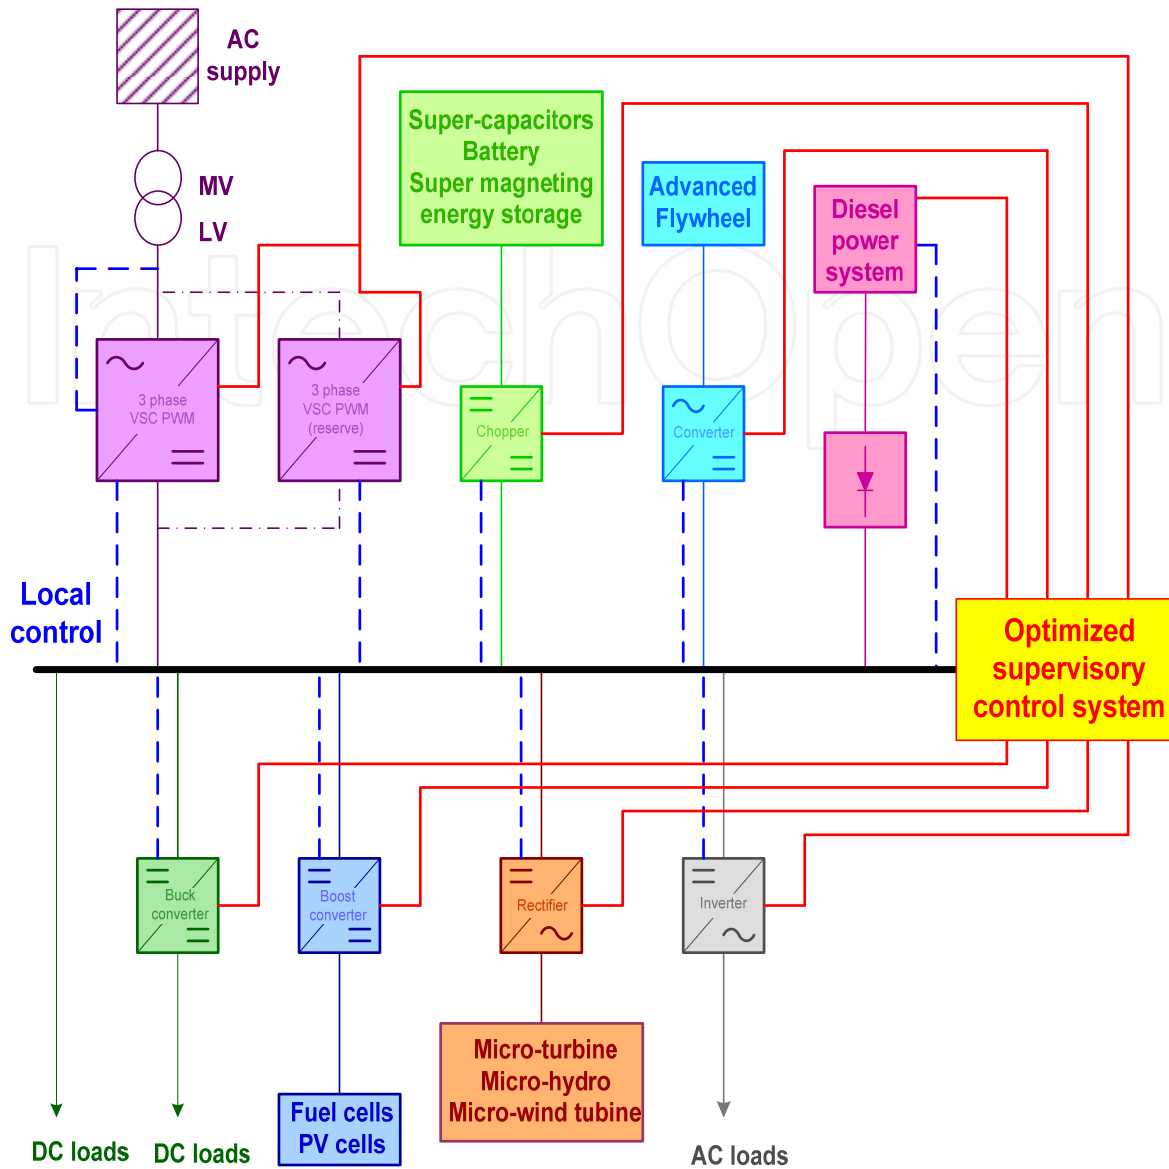 AC
supply
MV
LV
Super-capacitors
Battery
Super magneting
energy storage
Advanced
Flywheel
Diesel
power
system
IntechOpen
3 phase
VSC PWM
3 phase
VSC PWM
(reserve)
Chopper
Converter
Local
control
Optimized
supervisory
control system
Buck
converter
Boost
converter
Rectifier
Inverter
Micro-turbine
Micro-hydro
Micro-wind tubine
Fuel cells
PV cells
DC loads
DC loads
AC loads